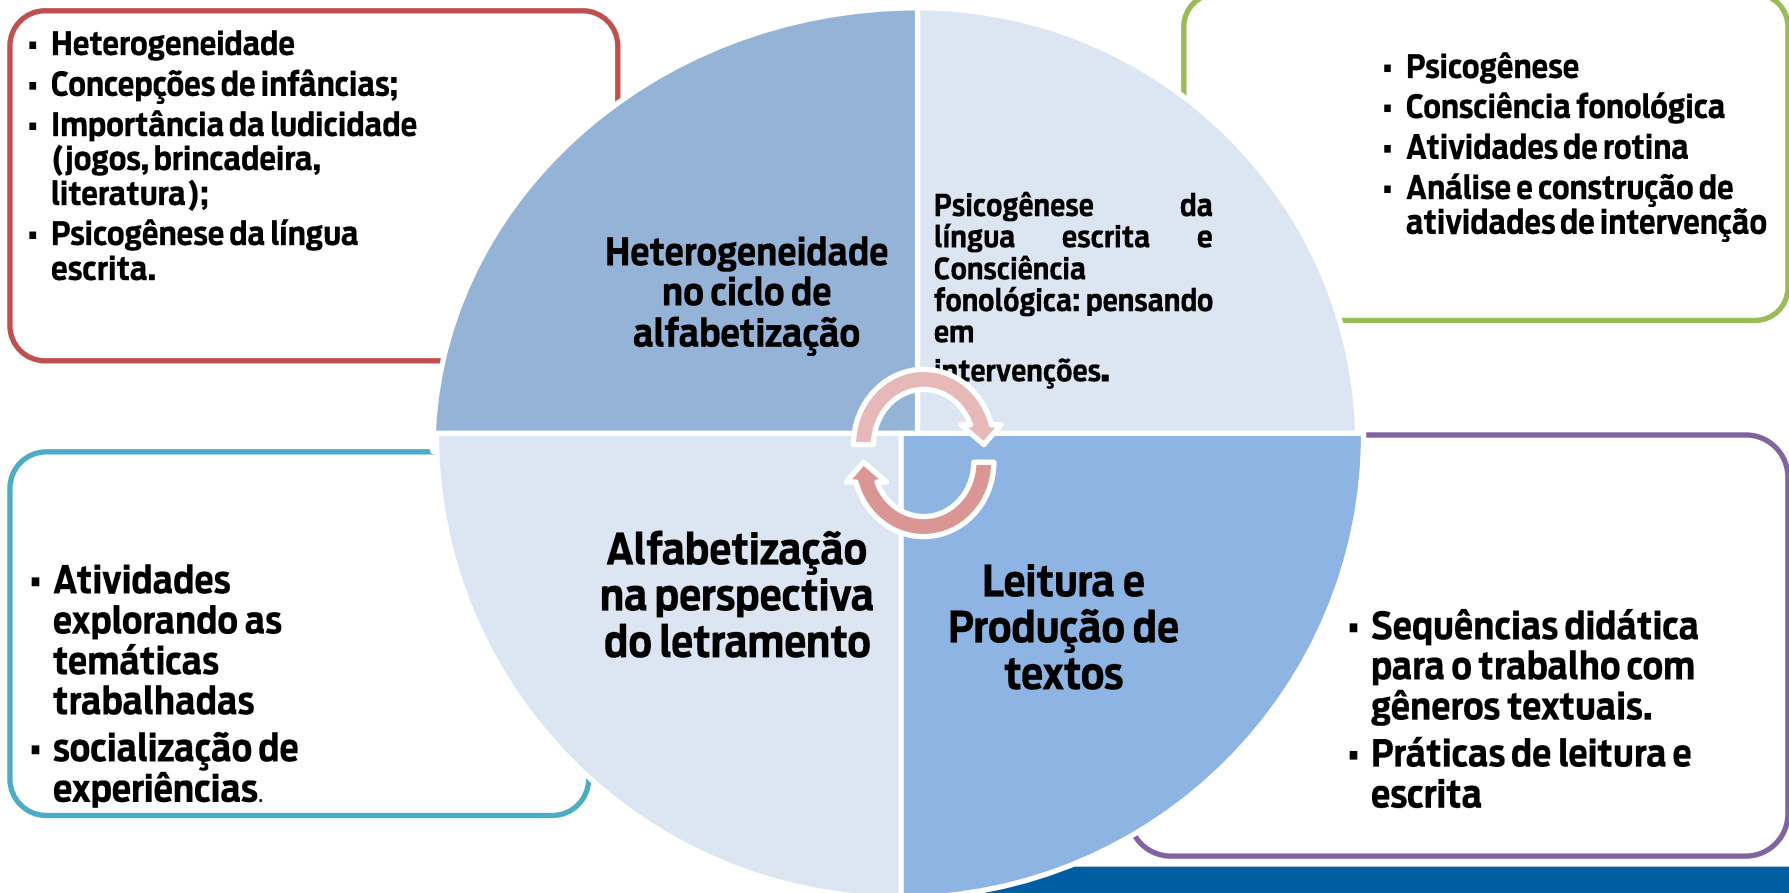 ▪ Heterogeneidade
▪ Concepções de infâncias;
▪ Importância da ludicidade
(jogos, brincadeira,
literatura);
▪ Psicogênese da língua
escrita.
Heterogeneidade
no ciclo de
alfabetização
Psicogênese da
língua escrita e
Consciência
fonológica: pensando
em
intervenções.
▪ Psicogênese
▪ Consciência fonológica
▪ Atividades de rotina
▪ Análise e construção de
atividades de intervenção
▪ Atividades
explorando as
temáticas
trabalhadas
▪ socialização de
experiências.
Alfabetização
na perspectiva
do letramento
Leitura e
Produção de
textos
▪ Sequências didática
para o trabalho com
gêneros textuais.
▪ Práticas de leitura e
escrita